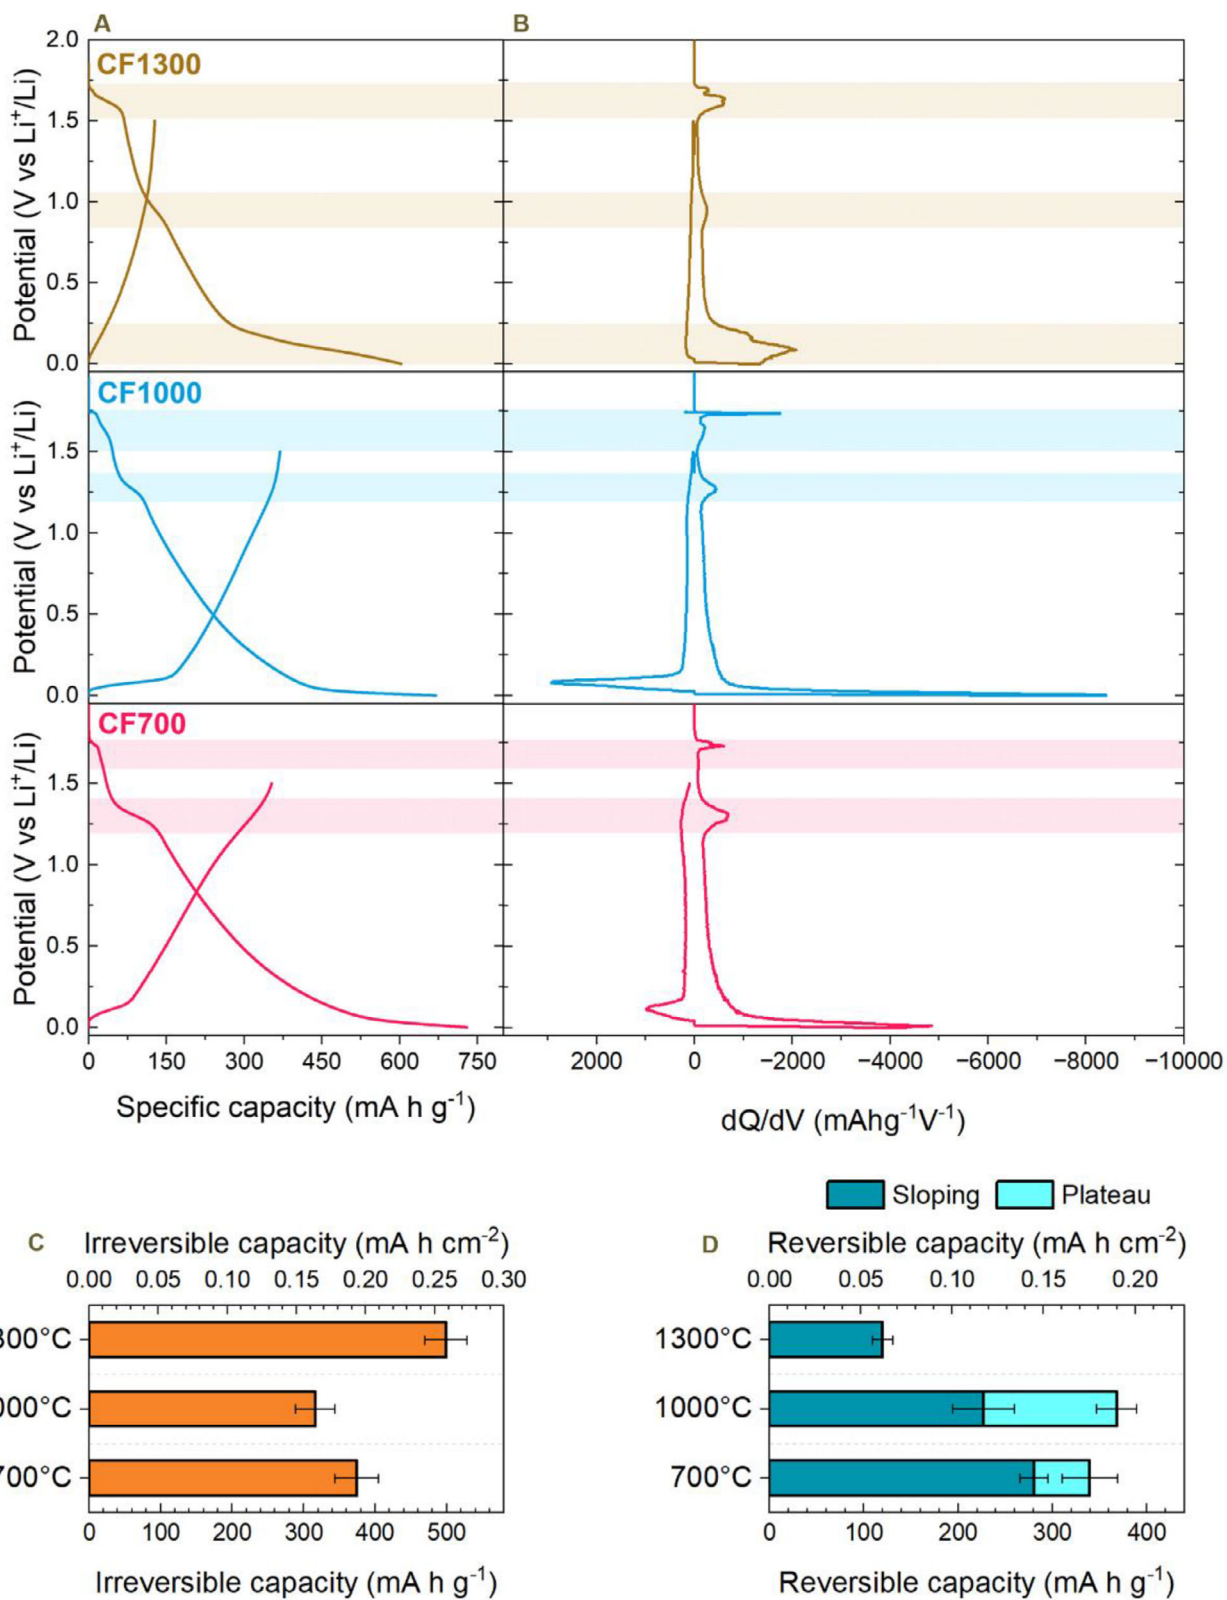 A B
CF1300
2.0
1.5
1.0
0.5
0.0
Potential (V vs Li⁺/Li)
CF1000
1.5
1.0
0.5
0.0
Potential (V vs Li⁺/Li)
CF700
1.5
1.0
0.5
0.0
Potential (V vs Li⁺/Li)
0 150 300 450 600 750
2000 0 −2000 −4000 −6000 −8000 −10000
Specific capacity (mA h g⁻¹)
dQ/dV (mAhg⁻¹V⁻¹)
Sloping Plateau
C Irreversible capacity (mA h cm⁻²)
0.00 0.05 0.10 0.15 0.20 0.25 0.30
300°C
000°C
700°C
0 100 200 300 400 500
Irreversible capacity (mA h g⁻¹)
D Reversible capacity (mA h cm⁻²)
0.00 0.05 0.10 0.15 0.20
1300°C
1000°C
700°C
0 100 200 300 400
Reversible capacity (mA h g⁻¹)